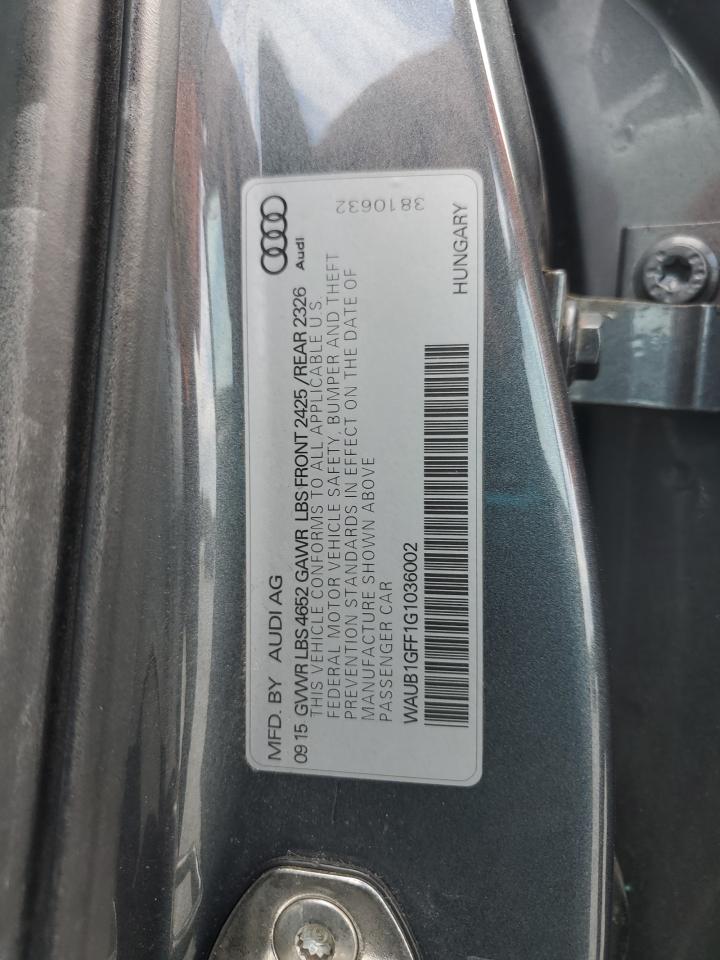 MFD. BY AUDI AG
Audi
09 15 GVWR LBS 4652 GAWR LBS FRONT 2425 / REAR 2326
THIS VEHICLE CONFORMS TO ALL APPLICABLE U.S.
FEDERAL MOTOR VEHICLE SAFETY, BUMPER AND THEFT
PREVENTION STANDARDS IN EFFECT ON THE DATE OF
MANUFACTURE SHOWN ABOVE
PASSENGER CAR
WAUB1GFF1G1036002
HUNGARY
3810632